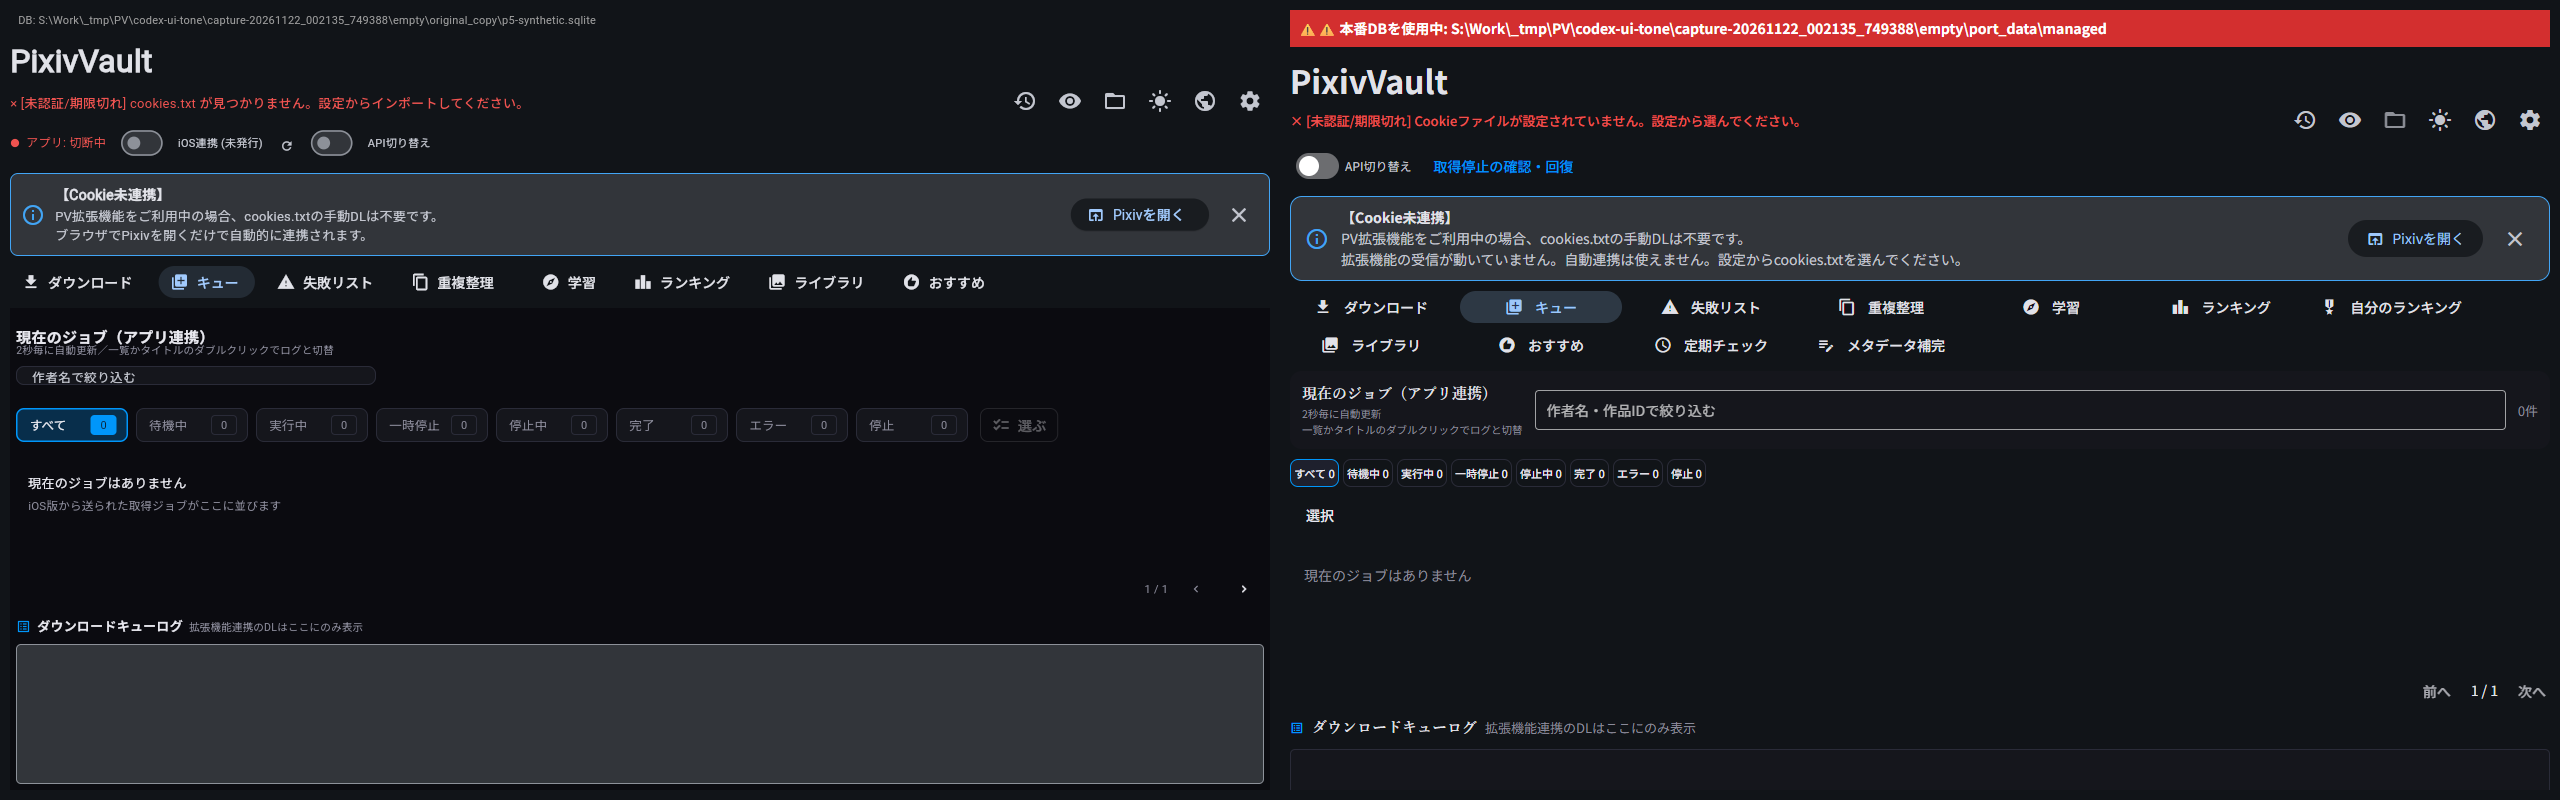 DB: S:\Work\_tmp\PV\codex-ui-tone\capture-20261122_002135_749388\empty\original_copy\p5-synthetic.sqlite
PixivVault
× [未認証/期限切れ] cookies.txt が見つかりません。設定からインポートしてください。
アプリ: 切断中
iOS連携 (未発行)
API切り替え
【Cookie未連携】
PV拡張機能をご利用中の場合、cookies.txtの手動DLは不要です。
ブラウザでPixivを開くだけで自動的に連携されます。
Pixivを開く
ダウンロード キュー 失敗リスト 重複整理 学習 ランキング ライブラリ おすすめ
現在のジョブ（アプリ連携）
2秒毎に自動更新／一覧かタイトルのダブルクリックでログと切替
作者名で絞り込む
すべて 0 待機中 0 実行中 0 一時停止 0 停止中 0 完了 0 エラー 0 停止 0 選ぶ
現在のジョブはありません
iOS版から送られた取得ジョブがここに並びます
1 / 1
ダウンロードキューログ 拡張機能連携のDLはここにのみ表示
本番DBを使用中: S:\Work\_tmp\PV\codex-ui-tone\capture-20261122_002135_749388\empty\port_data\managed
PixivVault
× [未認証/期限切れ] Cookieファイルが設定されていません。設定から選んでください。
API切り替え 取得停止の確認・回復
【Cookie未連携】
PV拡張機能をご利用中の場合、cookies.txtの手動DLは不要です。
拡張機能の受信が動いていません。自動連携は使えません。設定からcookies.txtを選んでください。
Pixivを開く
ダウンロード キュー 失敗リスト 重複整理 学習 ランキング 自分のランキング
ライブラリ おすすめ 定期チェック メタデータ補完
現在のジョブ（アプリ連携）
2秒毎に自動更新
一覧かタイトルのダブルクリックでログと切替
作者名・作品IDで絞り込む
0件
すべて 0 待機中 0 実行中 0 一時停止 0 停止中 0 完了 0 エラー 0 停止 0
選択
現在のジョブはありません
前へ 1 / 1 次へ
ダウンロードキューログ 拡張機能連携のDLはここにのみ表示